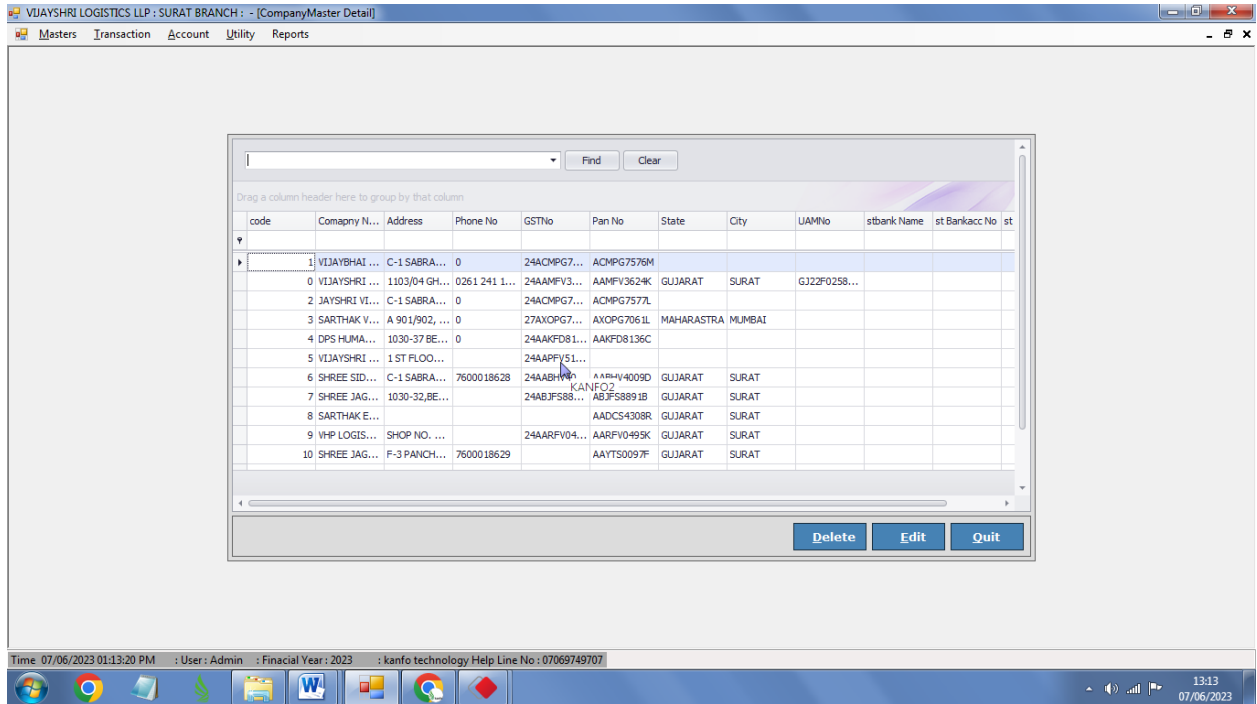 VIJAYSHRI LOGISTICS LLP : SURAT BRANCH : - [CompanyMaster Detail]
Masters Transaction Account Utility Reports
Find Clear
Drag a column header here to group by that column
code Comapny N... Address Phone No GSTNo Pan No State City UAMNo stbank Name st Bankacc No st
1 VIJAYBHAI ... C-1 SABRA... 0 24ACMPG7... ACMPG7576M
0 VIJAYSHRI ... 1103/04 GH... 0261 241 1... 24AAMFV3... AAMFV3624K GUJARAT SURAT GJ22F0258...
2 JAYSHRI VI... C-1 SABRA... 0 24ACMPG7... ACMPG7577L
3 SARTHAK V... A 901/902, ... 0 27AXOPG7... AXOPG7061L MAHARASTRA MUMBAI
4 DPS HUMA... 1030-37 BE... 0 24AAKFD81... AAKFD8136C
5 VIJAYSHRI ... 1 ST FLOO... 24AAPFV51...
6 SHREE SID... C-1 SABRA... 7600018628 24AABHV40... AABHV4009D GUJARAT SURAT
KANFO2
7 SHREE JAG... 1030-32,BE... 24ABJFS88... ABJFS8891B GUJARAT SURAT
8 SARTHAK E... AADCS4308R GUJARAT SURAT
9 VHP LOGIS... SHOP NO. ... 24AARFV04... AARFV0495K GUJARAT SURAT
10 SHREE JAG... F-3 PANCH... 7600018629 AAYTS0097F GUJARAT SURAT
Delete Edit Quit
Time 07/06/2023 01:13:20 PM : User : Admin : Finacial Year : 2023 : kanfo technology Help Line No : 07069749707
13:13
07/06/2023